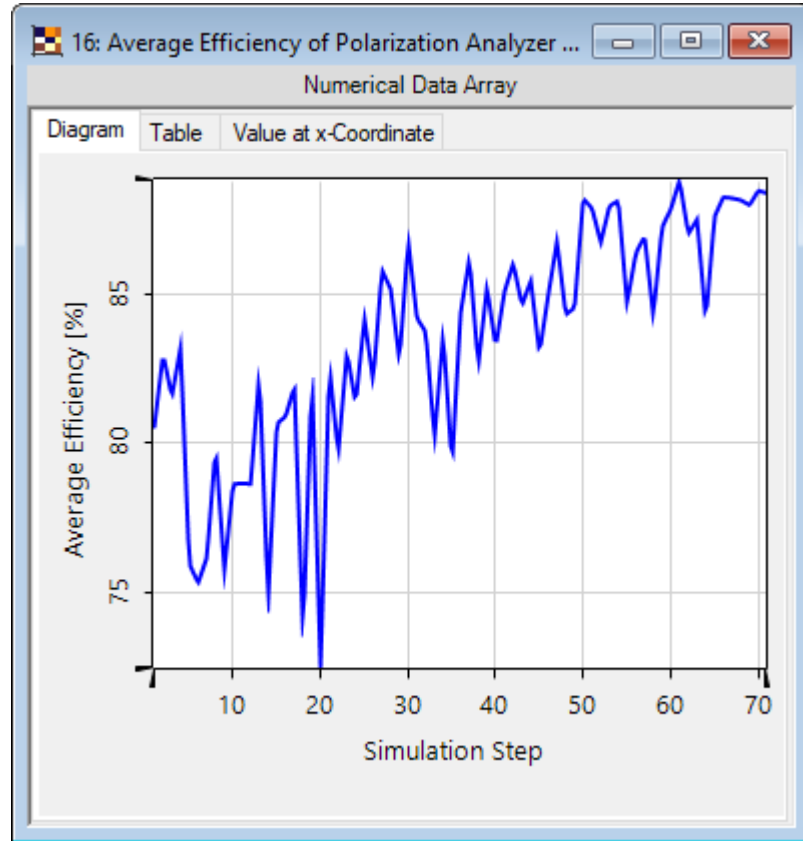 16: Average Efficiency of Polarization Analyzer ...
Numerical Data Array
Diagram Table Value at x-Coordinate
Average Efficiency [%]
85
80
75
10 20 30 40 50 60 70
Simulation Step